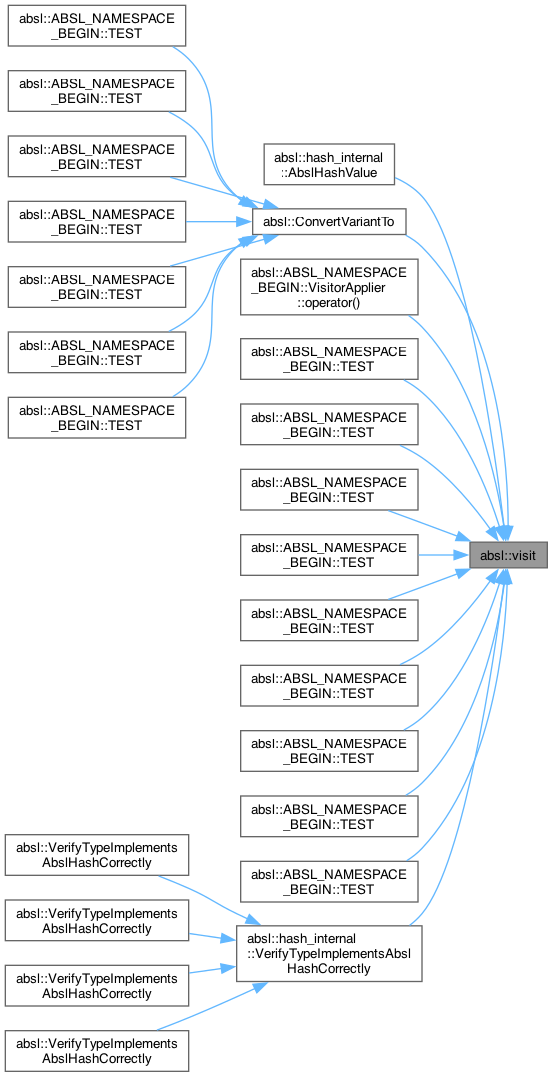 absl::ABSL_NAMESPACE
_BEGIN::TEST
absl::ABSL_NAMESPACE
_BEGIN::TEST
absl::ABSL_NAMESPACE
_BEGIN::TEST
absl::ABSL_NAMESPACE
_BEGIN::TEST
absl::ABSL_NAMESPACE
_BEGIN::TEST
absl::ABSL_NAMESPACE
_BEGIN::TEST
absl::ABSL_NAMESPACE
_BEGIN::TEST
absl::hash_internal
::AbslHashValue
absl::ConvertVariantTo
absl::ABSL_NAMESPACE
_BEGIN::VisitorApplier
::operator()
absl::ABSL_NAMESPACE
_BEGIN::TEST
absl::ABSL_NAMESPACE
_BEGIN::TEST
absl::ABSL_NAMESPACE
_BEGIN::TEST
absl::ABSL_NAMESPACE
_BEGIN::TEST
absl::ABSL_NAMESPACE
_BEGIN::TEST
absl::ABSL_NAMESPACE
_BEGIN::TEST
absl::ABSL_NAMESPACE
_BEGIN::TEST
absl::ABSL_NAMESPACE
_BEGIN::TEST
absl::ABSL_NAMESPACE
_BEGIN::TEST
absl::visit
absl::VerifyTypeImplements
AbslHashCorrectly
absl::VerifyTypeImplements
AbslHashCorrectly
absl::VerifyTypeImplements
AbslHashCorrectly
absl::VerifyTypeImplements
AbslHashCorrectly
absl::hash_internal
::VerifyTypeImplementsAbsl
HashCorrectly